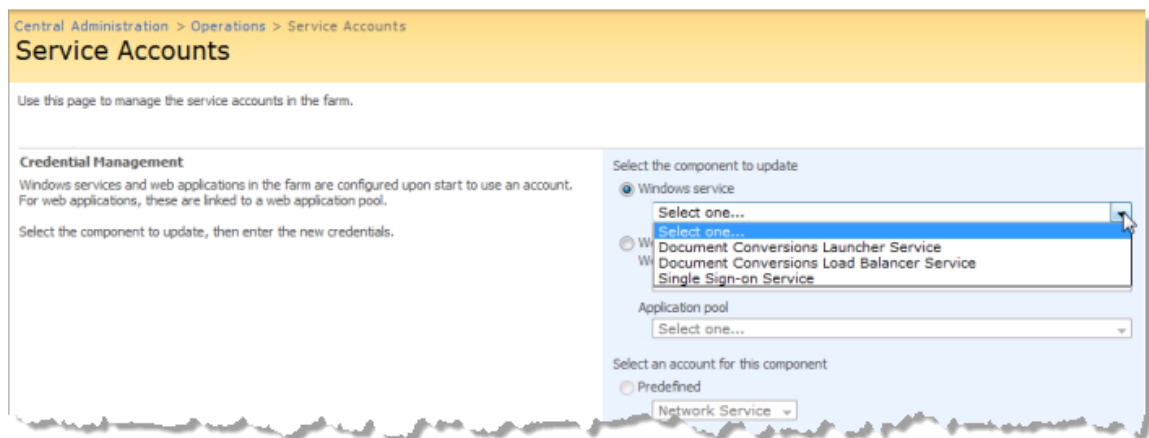 Central Administration > Operations > Service Accounts
Service Accounts
Use this page to manage the service accounts in the farm.
Credential Management
Windows services and web applications in the farm are configured upon start to use an account.
For web applications, these are linked to a web application pool.
Select the component to update, then enter the new credentials.
Select the component to update
Windows service
Select one...
Select one...
Document Conversions Launcher Service
Document Conversions Load Balancer Service
Single Sign-on Service
Application pool
Select one...
Select an account for this component
Predefined
Network Service